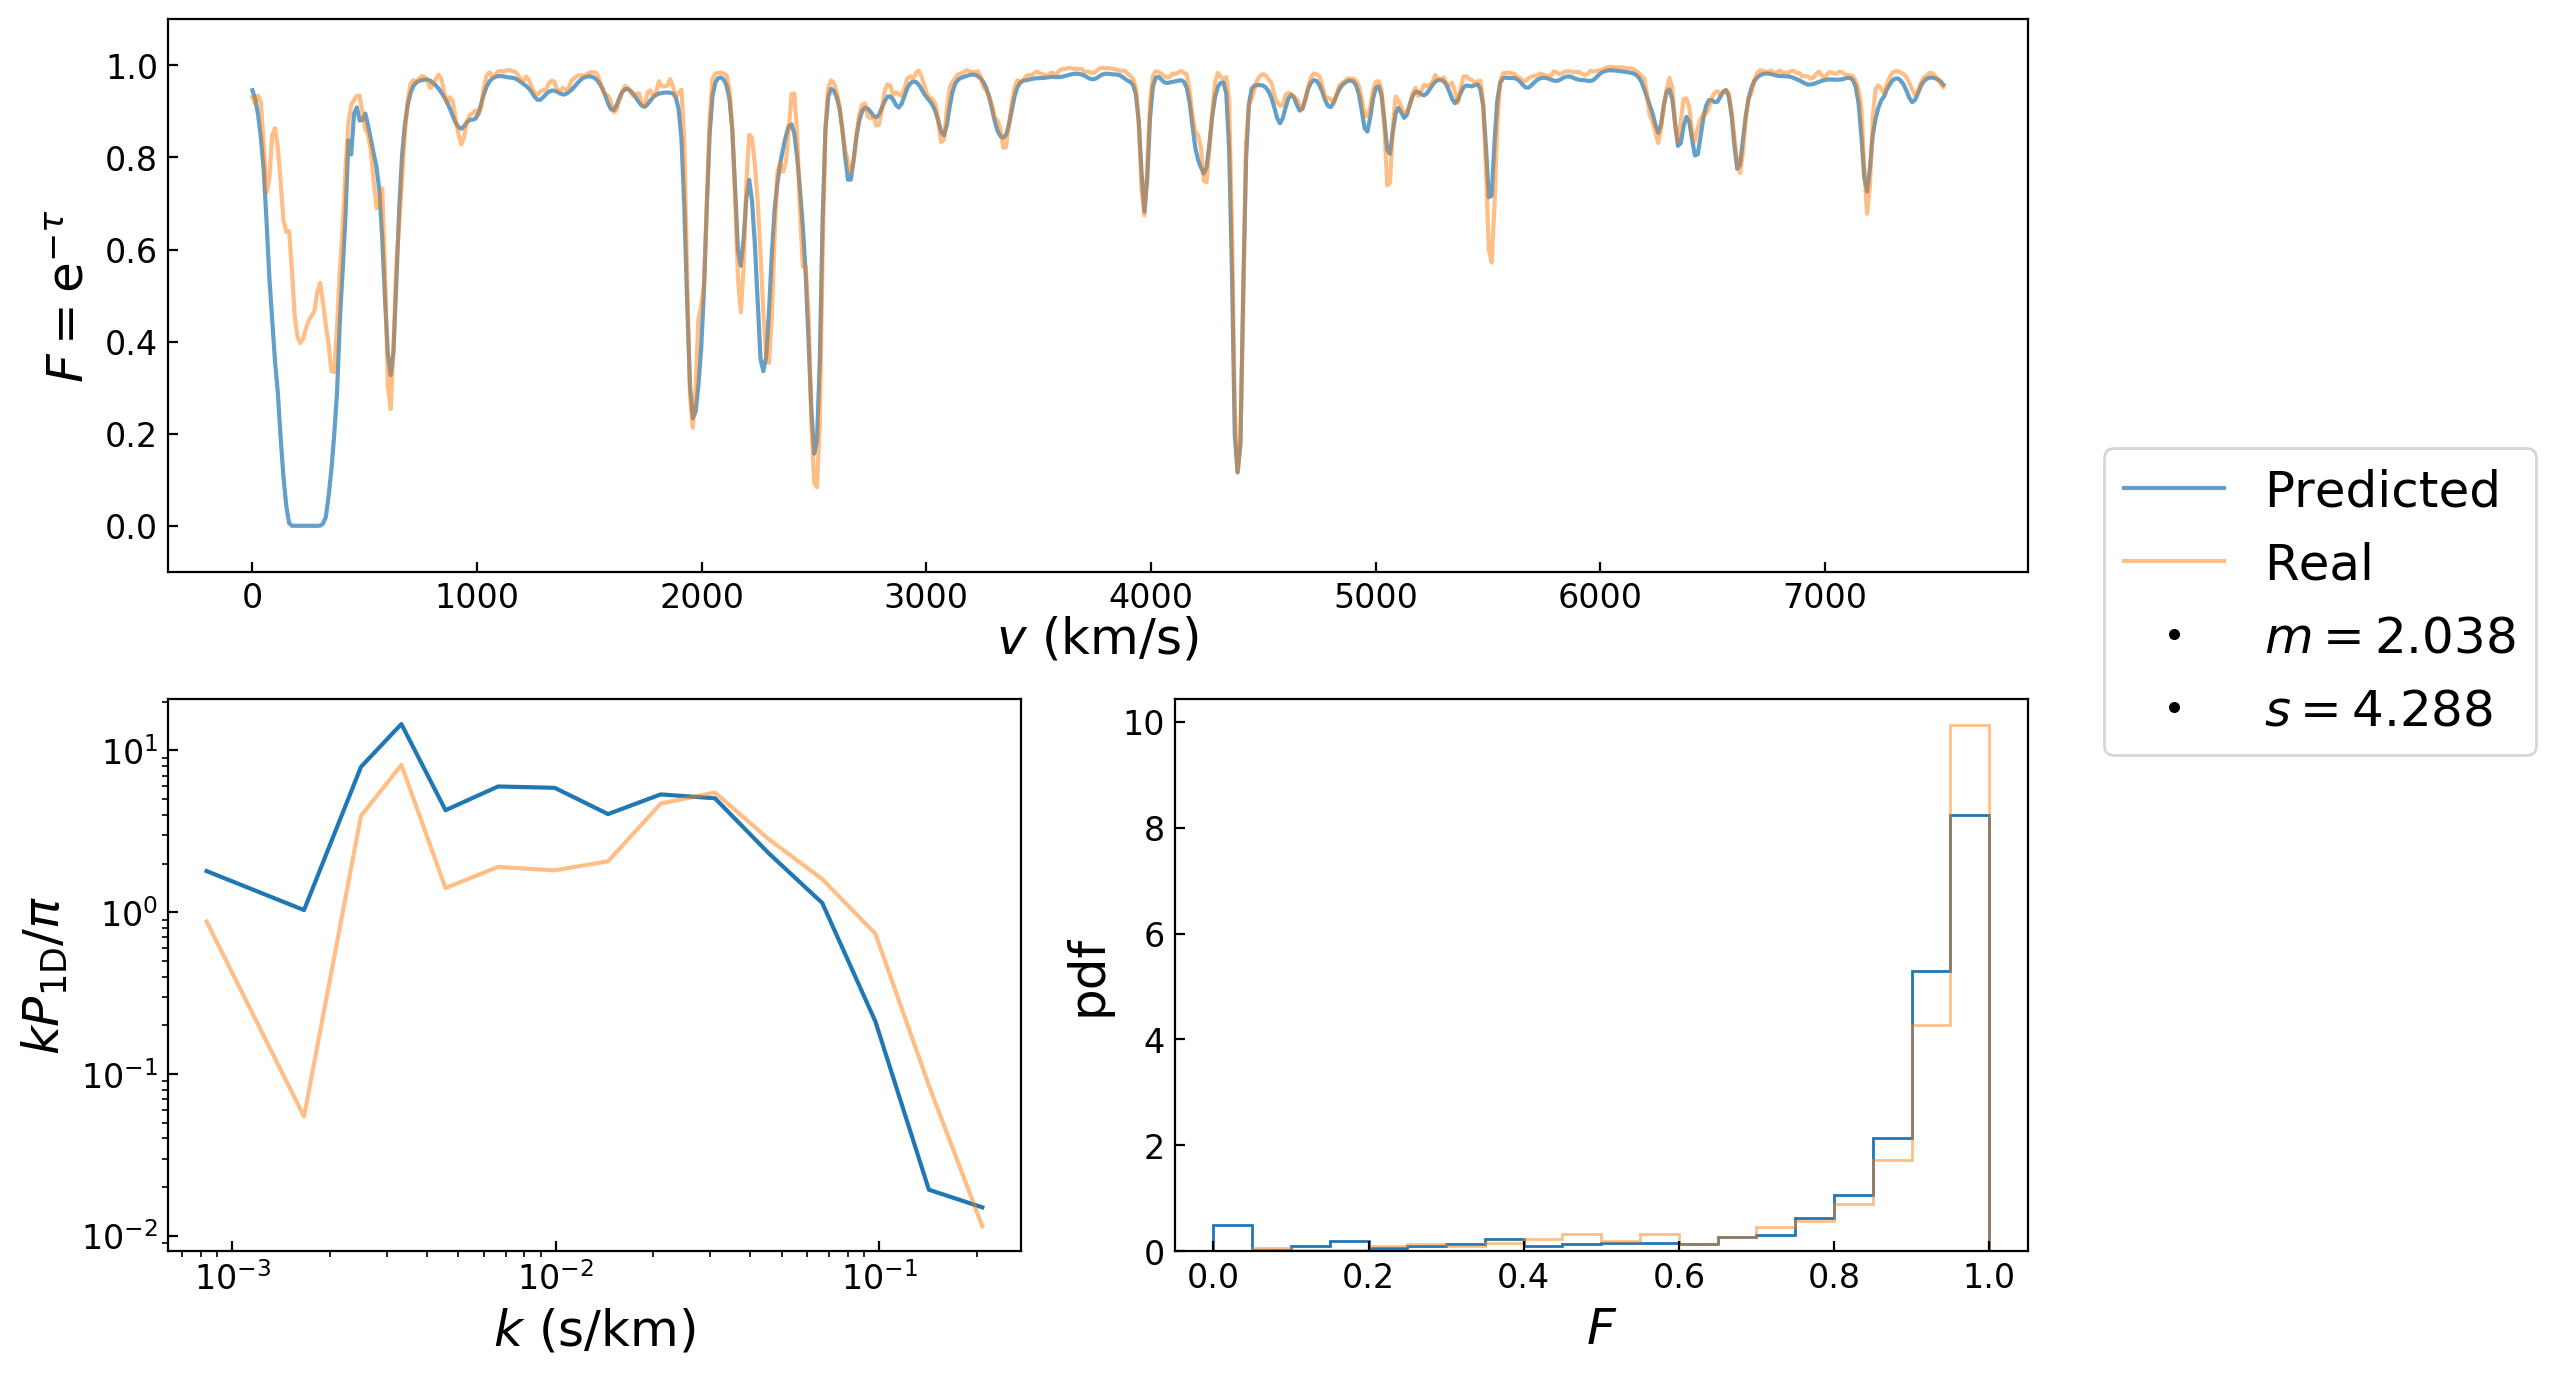 F = e^{−τ}
1.0
0.8
0.6
0.4
0.2
0.0
0 1000 2000 3000 4000 5000 6000 7000
v (km/s)
Predicted
Real
m = 2.038
s = 4.288
kP_{1D}/π
10^1
10^0
10^{−1}
10^{−2}
10^{−3} 10^{−2} 10^{−1}
k (s/km)
pdf
10
8
6
4
2
0
0.0 0.2 0.4 0.6 0.8 1.0
F